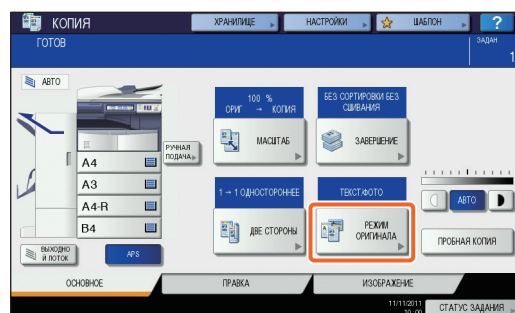 КОПИЯ
ХРАНИЛИЩЕ
НАСТРОЙКИ
ШАБЛОН
?
ГОТОВ
ЗАДАН
1
АВТО
100 %
ОРИГ → КОПИЯ
БЕЗ СОРТИРОВКИ БЕЗ
СШИВАНИЯ
МАСШТАБ
ЗАВЕРШЕНИЕ
РУЧНАЯ
ПОДАЧА
A4
A3
A4-R
B4
1 → 1 ОДНОСТОРОННЕЕ
ТЕКСТ/ФОТО
ДВЕ СТОРОНЫ
РЕЖИМ
ОРИГИНАЛА
АВТО
ПРОБНАЯ КОПИЯ
ВЫХОДНО
Й ЛОТОК
APS
ОСНОВНОЕ
ПРАВКА
ИЗОБРАЖЕНИЕ
11/11/2011
10:00
СТАТУС ЗАДАНИЯ